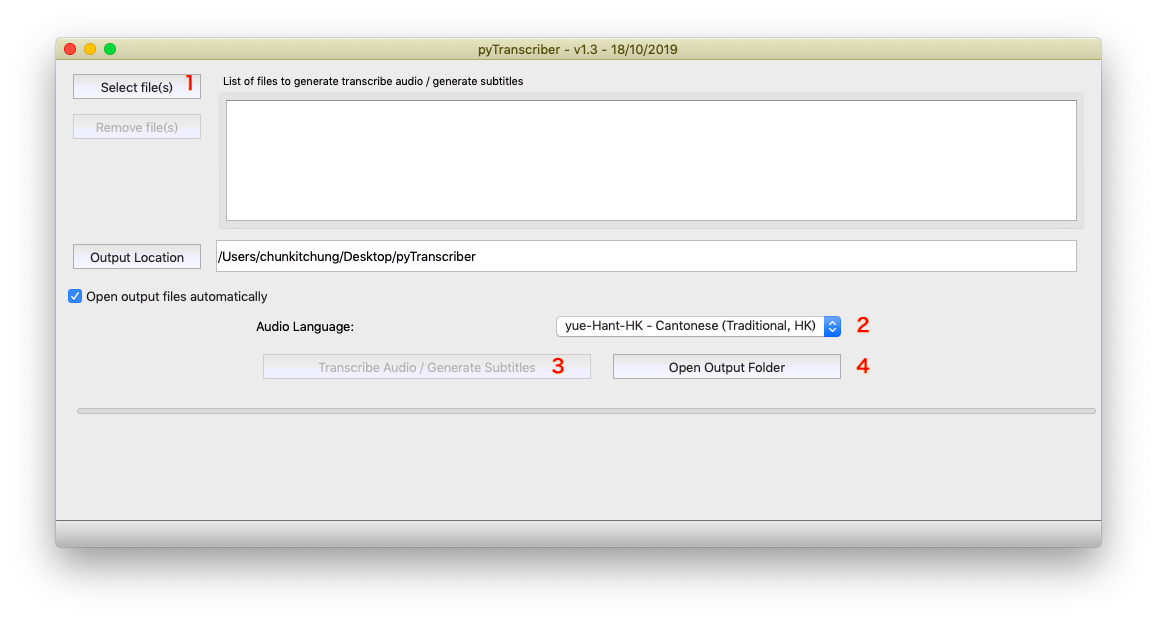 pyTranscriber - v1.3 - 18/10/2019
Select file(s) 1
List of files to generate transcribe audio / generate subtitles
Remove file(s)
Output Location
/Users/chunkitchung/Desktop/pyTranscriber
Open output files automatically
Audio Language:
yue-Hant-HK - Cantonese (Traditional, HK) 2
Transcribe Audio / Generate Subtitles 3
Open Output Folder 4